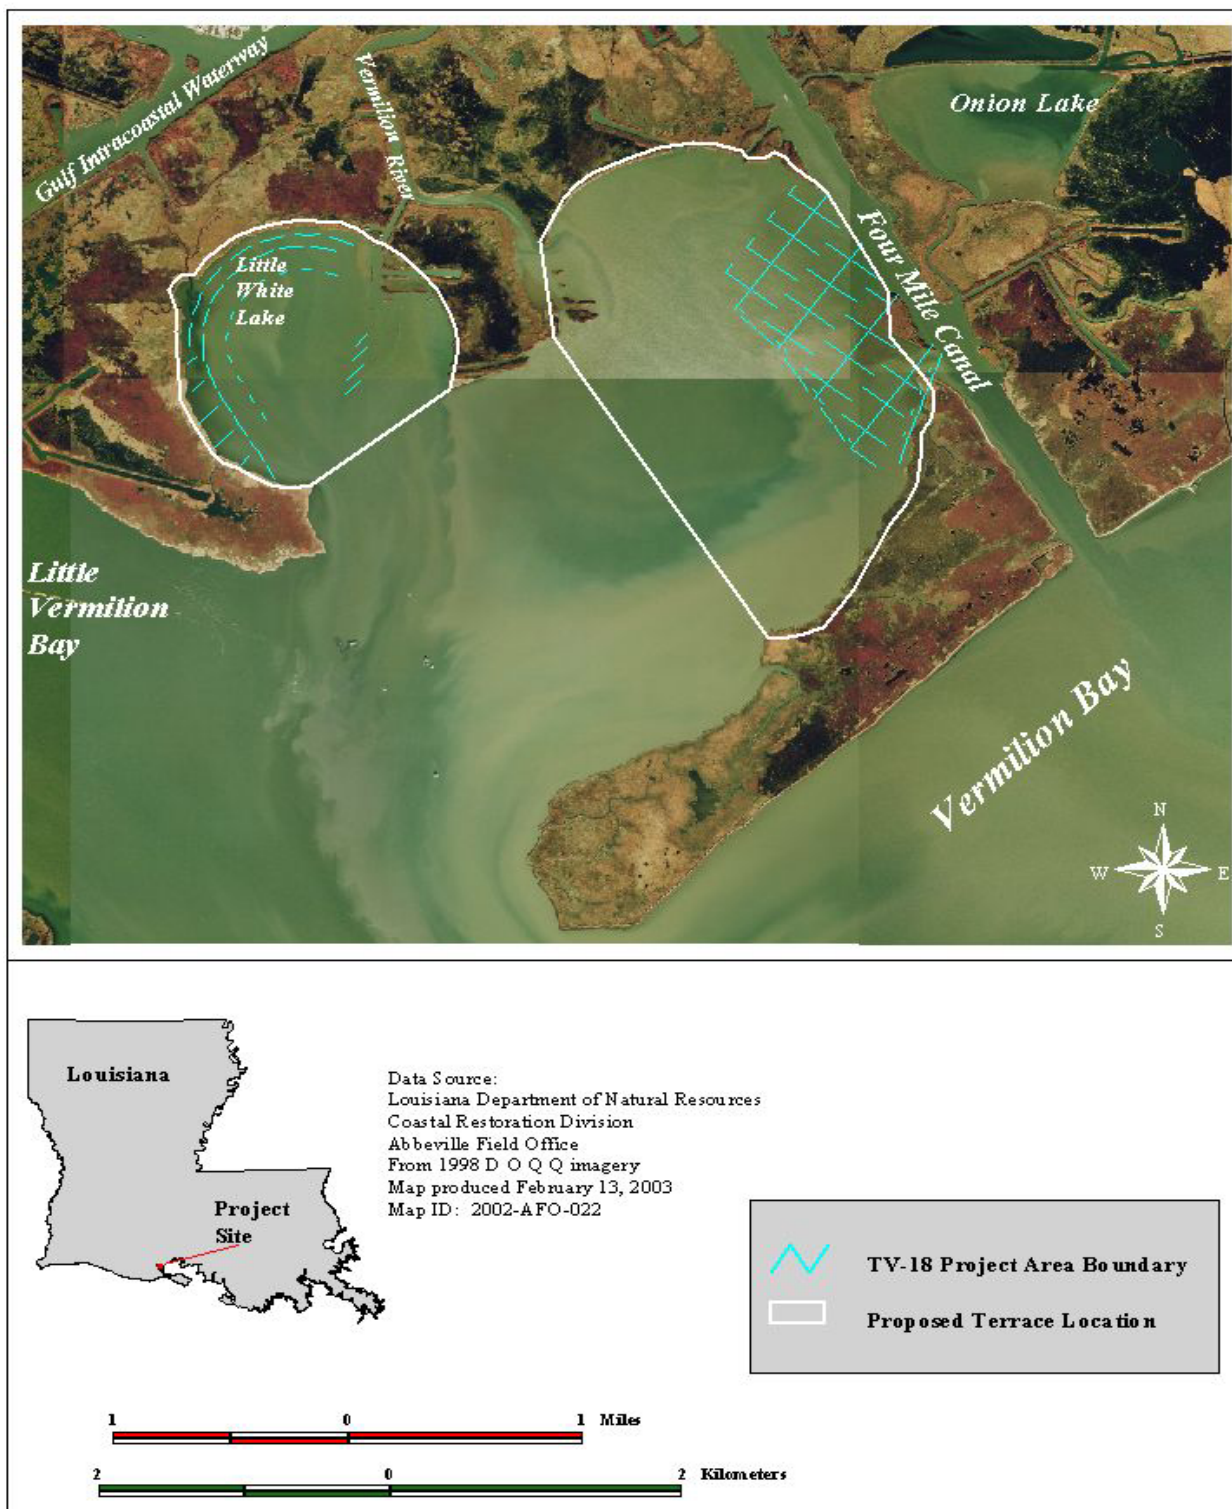 Gulf Intracoastal Waterway
Vermilion River
Onion Lake
Little
White
Lake
Four Mile Canal
Little
Vermilion
Bay
Vermilion Bay
N
W E
S
Louisiana
Project
Site
Data Source:
Louisiana Department of Natural Resources
Coastal Restoration Division
Abbeville Field Office
From 1998 D O Q Q imagery
Map produced February 13, 2003
Map ID: 2002-AFO-022
TV-18 Project Area Boundary
Proposed Terrace Location
1 0 1 Miles
2 0 2 Kilometers